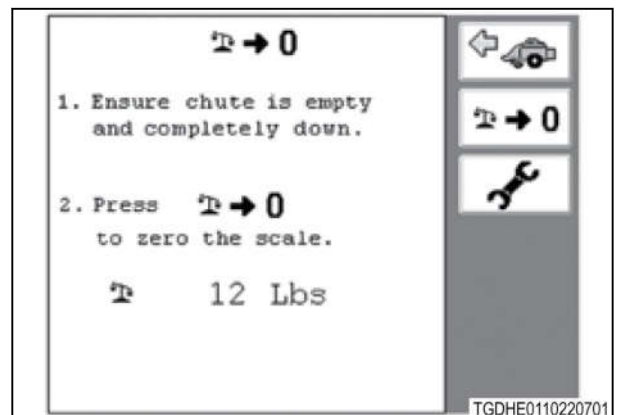 → 0
1. Ensure chute is empty
and completely down.
→ 0
2. Press → 0
to zero the scale.
12 Lbs
TGDHE0110220701